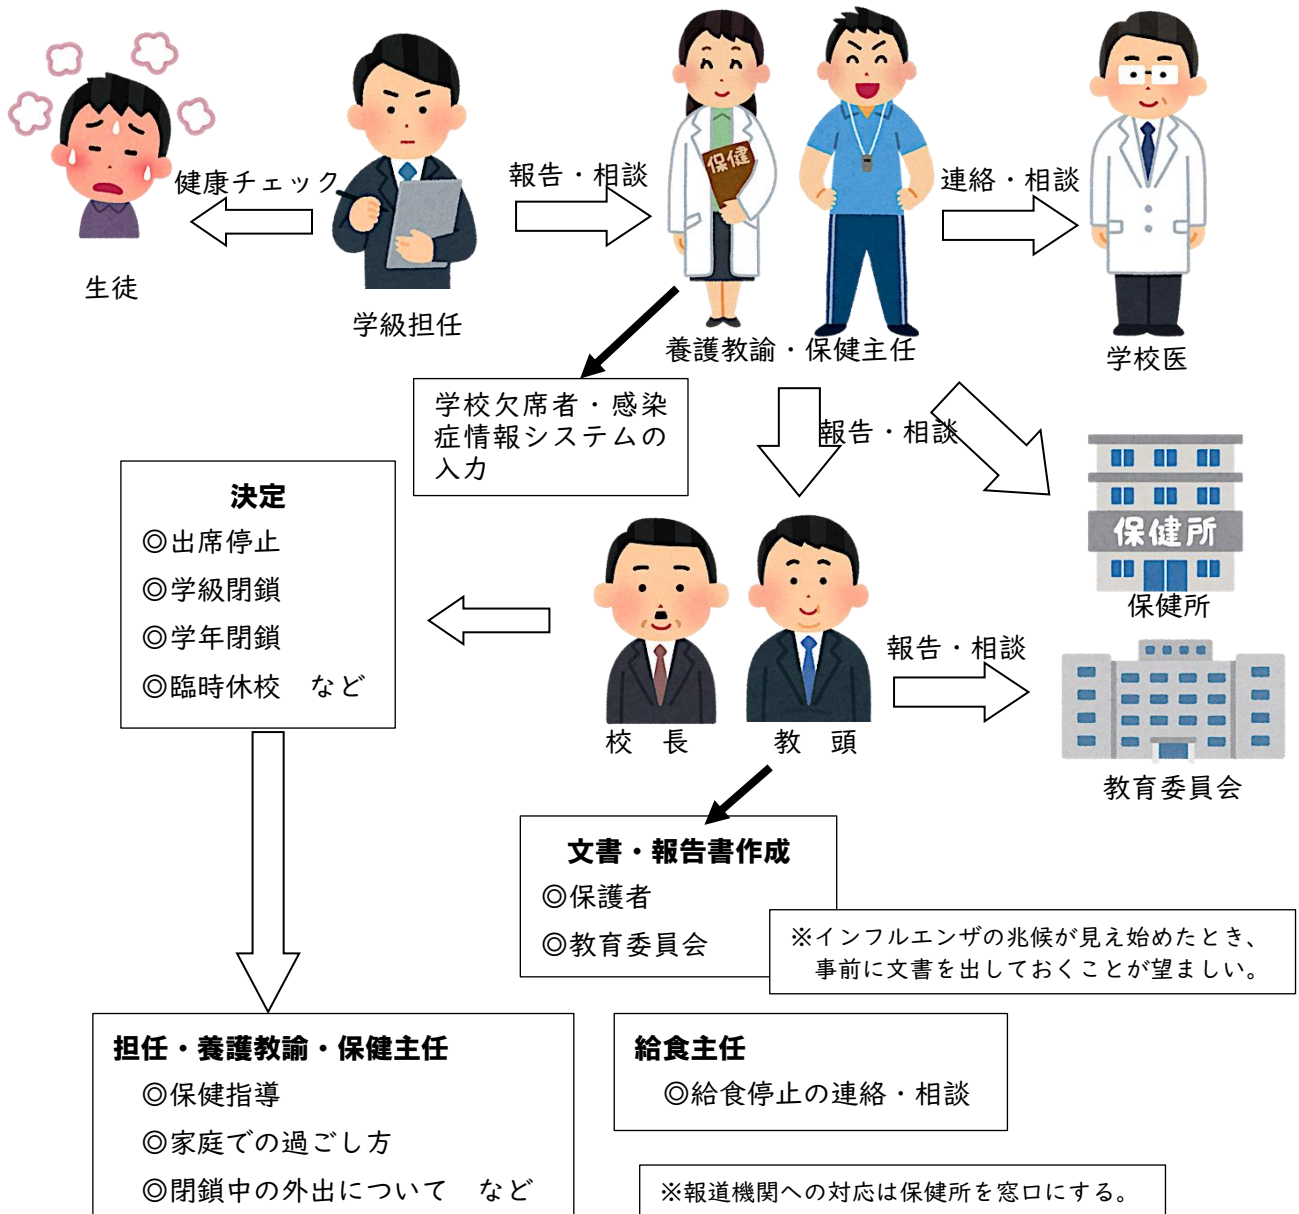 健康チェック
報告・相談
保健
連絡・相談
生徒
学級担任
養護教諭・保健主任
学校医
学校欠席者・感染
症情報システムの
入力
報告・相談
保健所
保健所
決定
◎出席停止
◎学級閉鎖
◎学年閉鎖
◎臨時休校　など
報告・相談
校　長
教　頭
教育委員会
文書・報告書作成
◎保護者
◎教育委員会
※インフルエンザの兆候が見え始めたとき、
事前に文書を出しておくことが望ましい。
担任・養護教諭・保健主任
◎保健指導
◎家庭での過ごし方
◎閉鎖中の外出について　など
給食主任
◎給食停止の連絡・相談
※報道機関への対応は保健所を窓口にする。